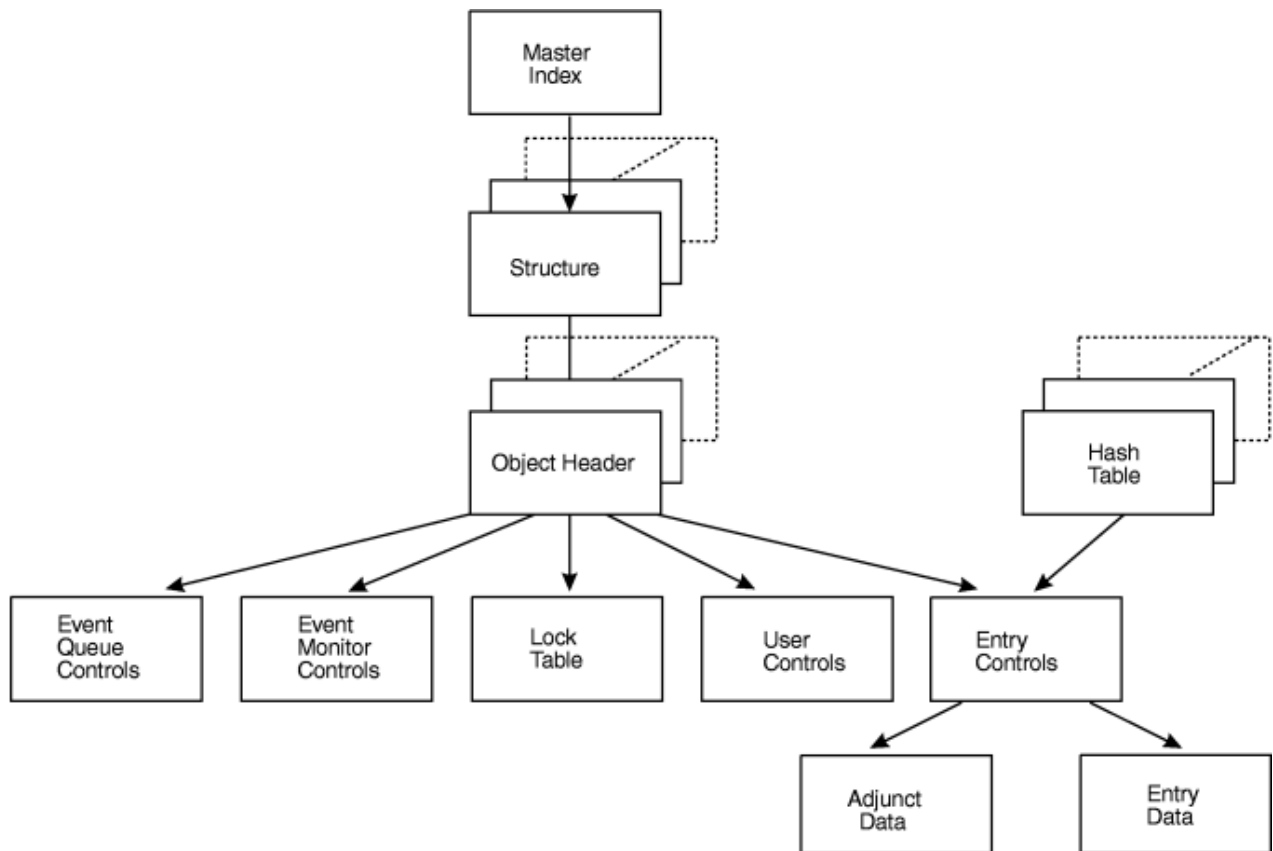 Master
Index
Structure
Object Header
Hash
Table
Event
Queue
Controls
Event
Monitor
Controls
Lock
Table
User
Controls
Entry
Controls
Adjunct
Data
Entry
Data